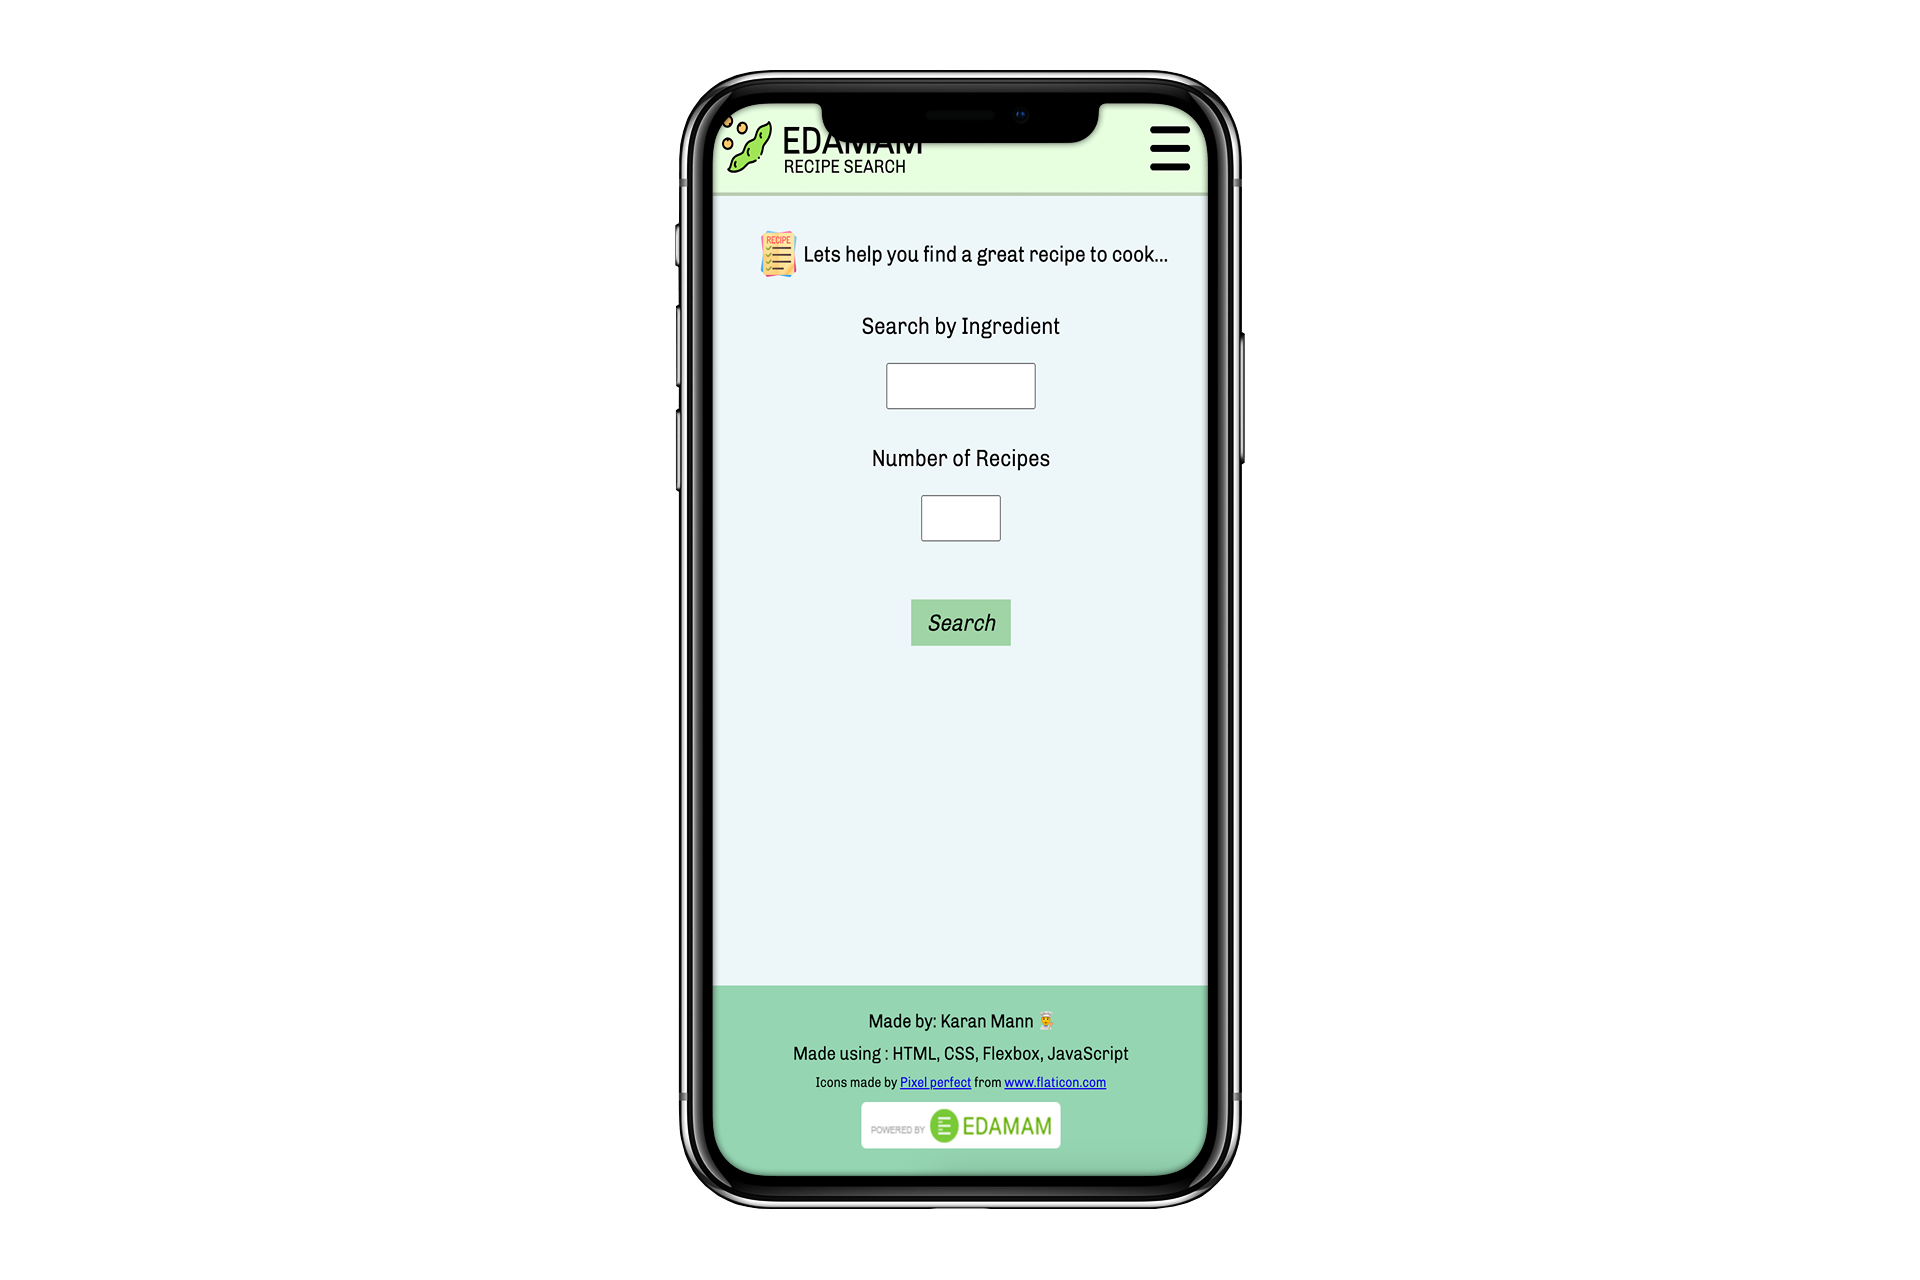 EDAMAM
RECIPE SEARCH
RECIPE
Lets help you find a great recipe to cook...
Search by Ingredient
Number of Recipes
Search
Made by: Karan Mann 👨‍🍳
Made using : HTML, CSS, Flexbox, JavaScript
Icons made by Pixel perfect from www.flaticon.com
POWERED BY EDAMAM